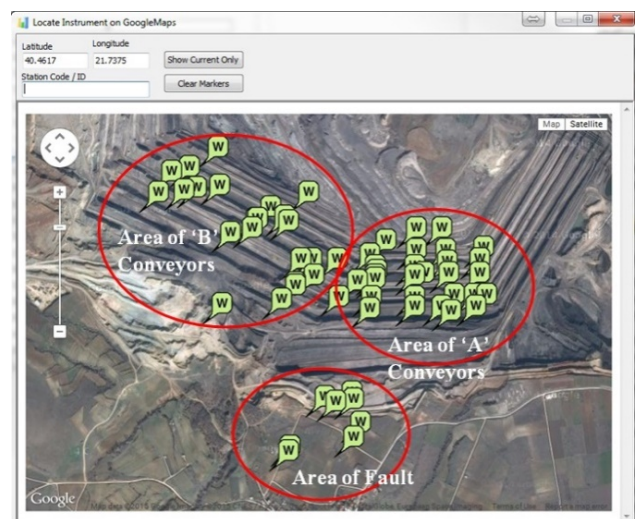 Locate Instrument on GoogleMaps
Latitude
Longitude
40.4617
21.7375
Show Current Only
Station Code / ID
Clear Markers
Map
Satellite
W
W
W
W
W
W
W
W
W
Area of 'B'
Conveyors
Area of 'A'
Conveyors
Area of Fault
Google